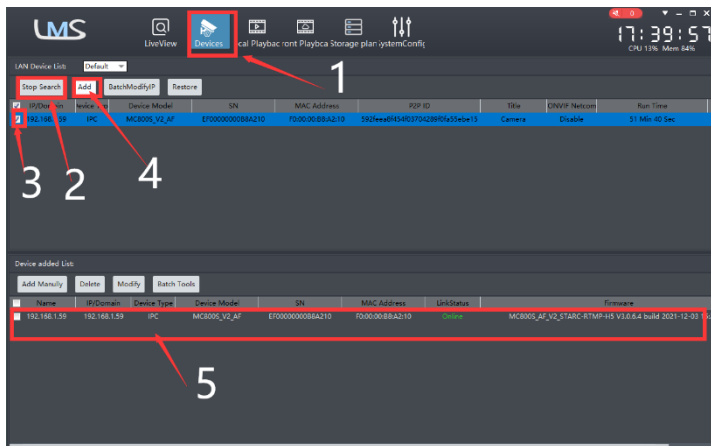 LMS
LiveView
Devices
cal Playbac
ront Playbca
Storage plan
ystemConfig
0
17:39:57
CPU 13% Mem 84%
LAN Device List:
Default
1
Stop Search
Add
BatchModifyIP
Restore
IP/Domain
Device Model
SN
MAC Address
P2P ID
Title
ONVIF Netcom
Run Time
IPC
MC800S_V2_AF
EF00000000B8A210
F0:00:00:B8:A2:10
Camera
Disable
51 Min 40 Sec
3
2
4
Device added List:
Add Manully
Delete
Modify
Batch Tools
Name
IP/Domain
Device Type
Device Model
SN
MAC Address
LinkStatus
Firmware
192.168.1.59
192.168.1.59
IPC
MC800S_V2_AF
EF00000000B8A210
F0:00:00:B8:A2:10
Online
MC800S_AF_V2_STARC-RTMP-H5 V3.0.6.4 build 2021-12-03
5